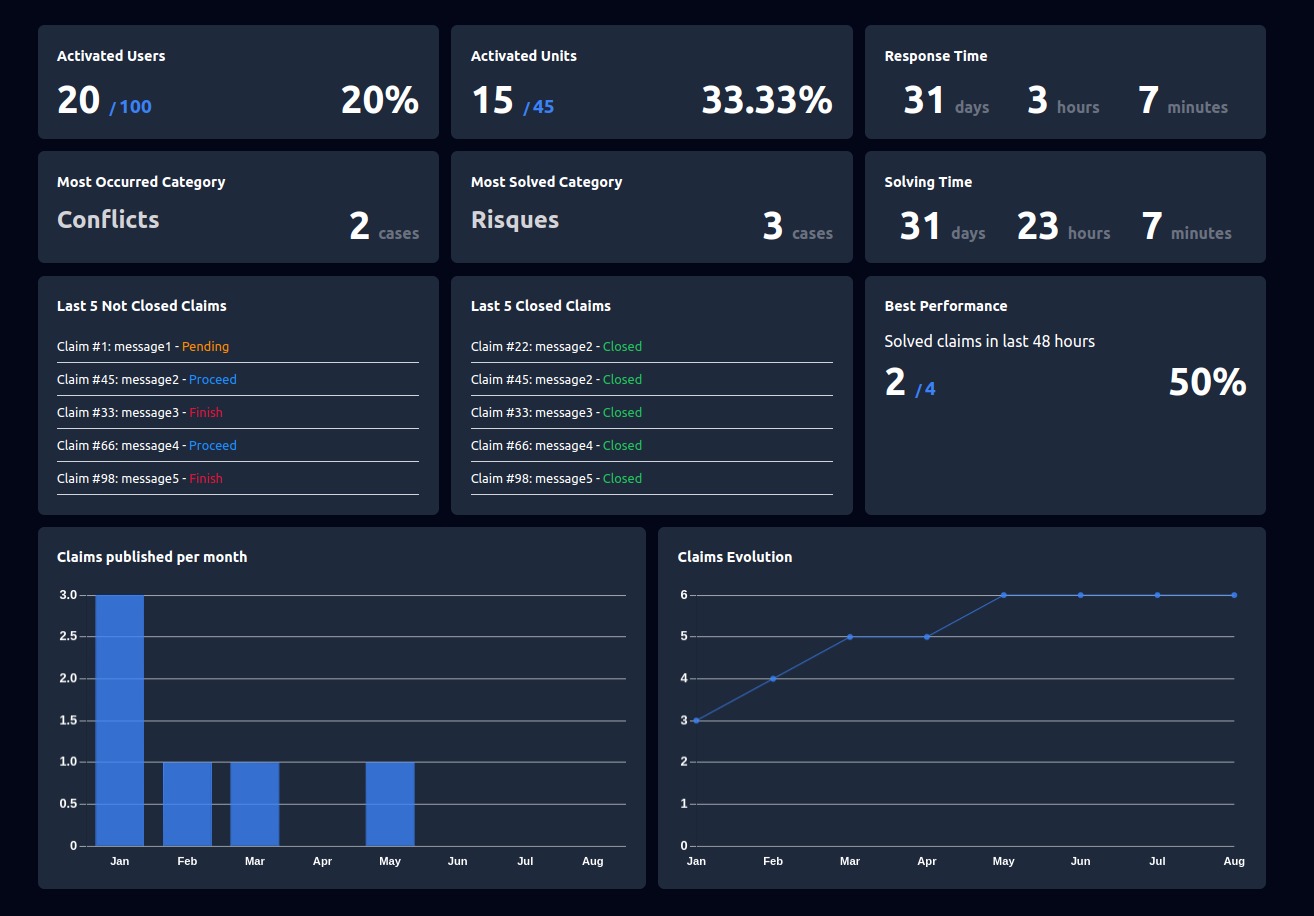 Activated Users
20 / 100 20%
Activated Units
15 / 45 33.33%
Response Time
31 days 3 hours 7 minutes
Most Occurred Category
Conflicts 2 cases
Most Solved Category
Risques 3 cases
Solving Time
31 days 23 hours 7 minutes
Last 5 Not Closed Claims
Claim #1: message1 - Pending
Claim #45: message2 - Proceed
Claim #33: message3 - Finish
Claim #66: message4 - Proceed
Claim #98: message5 - Finish
Last 5 Closed Claims
Claim #22: message2 - Closed
Claim #45: message2 - Closed
Claim #33: message3 - Closed
Claim #66: message4 - Closed
Claim #98: message5 - Closed
Best Performance
Solved claims in last 48 hours
2 / 4 50%
Claims published per month
3.0
2.5
2.0
1.5
1.0
0.5
0
Jan Feb Mar Apr May Jun Jul Aug
Claims Evolution
6
5
4
3
2
1
0
Jan Feb Mar Apr May Jun Jul Aug